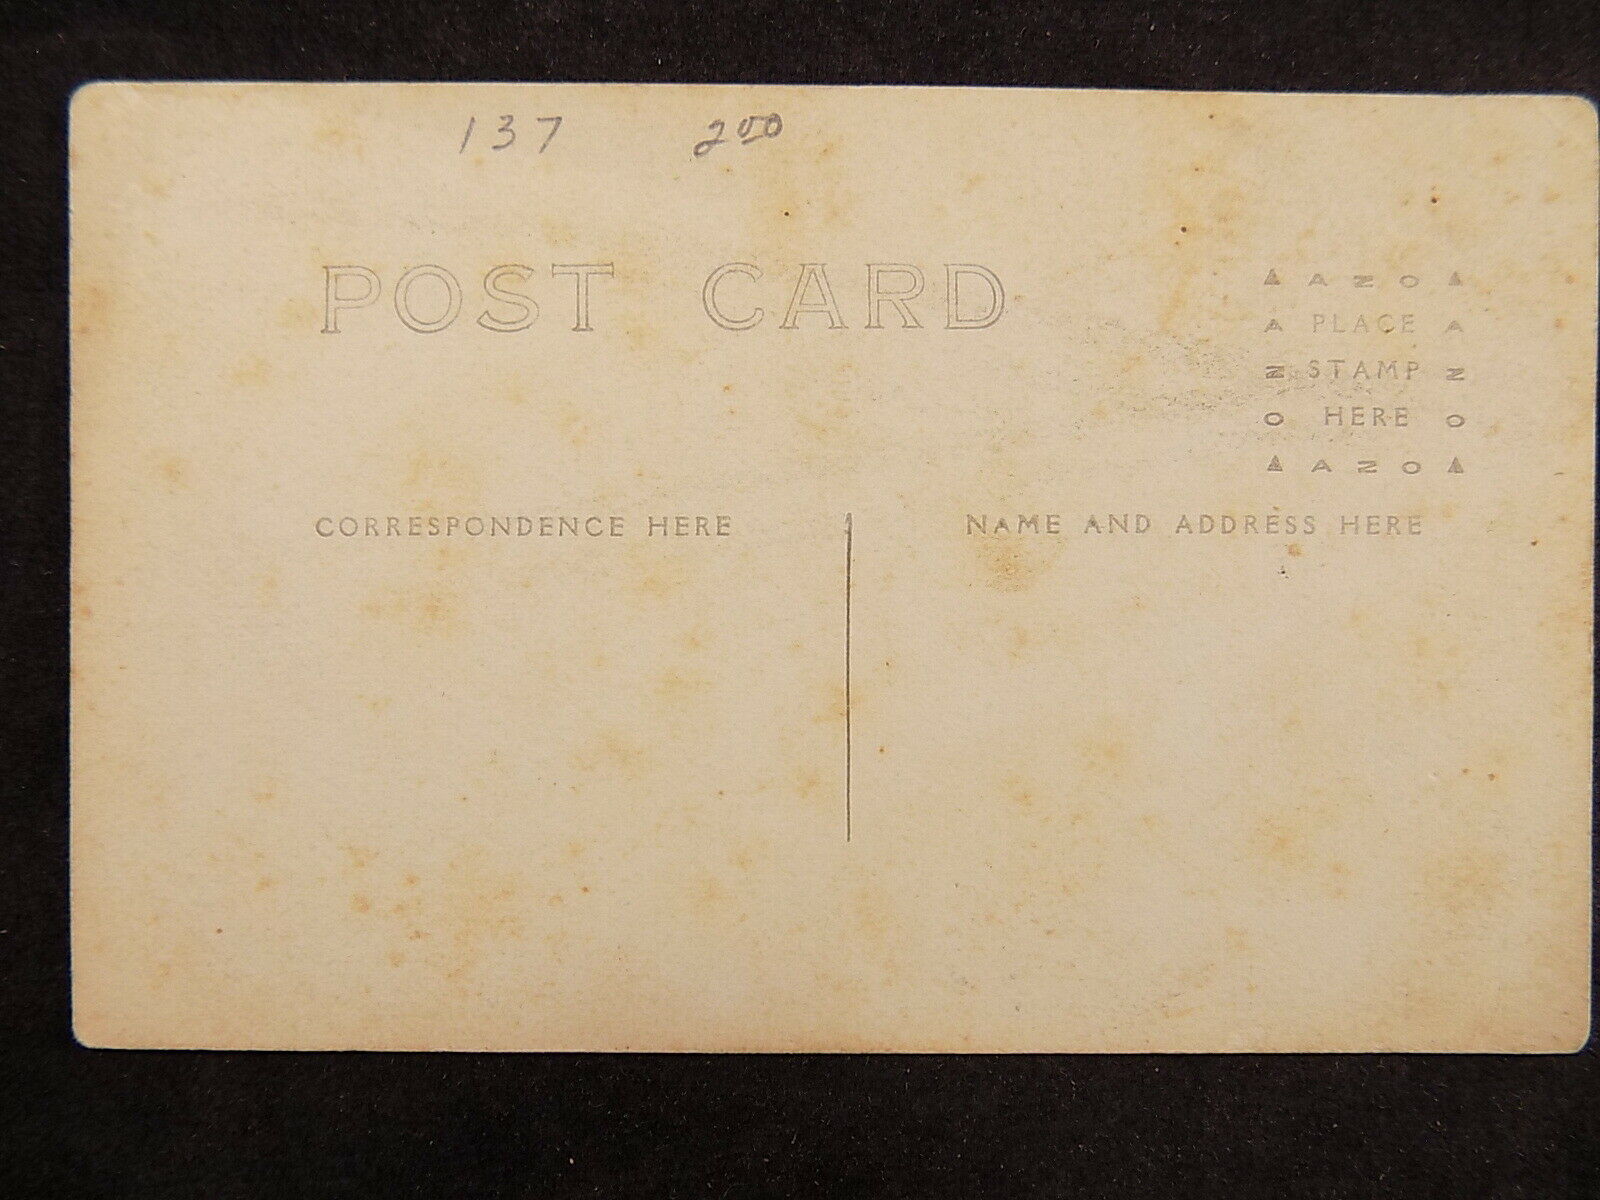 137 200
POST CARD
▲ AZO ▲
A PLACE A
Z STAMP Z
O HERE O
▲ AZO ▲
CORRESPONDENCE HERE NAME AND ADDRESS HERE